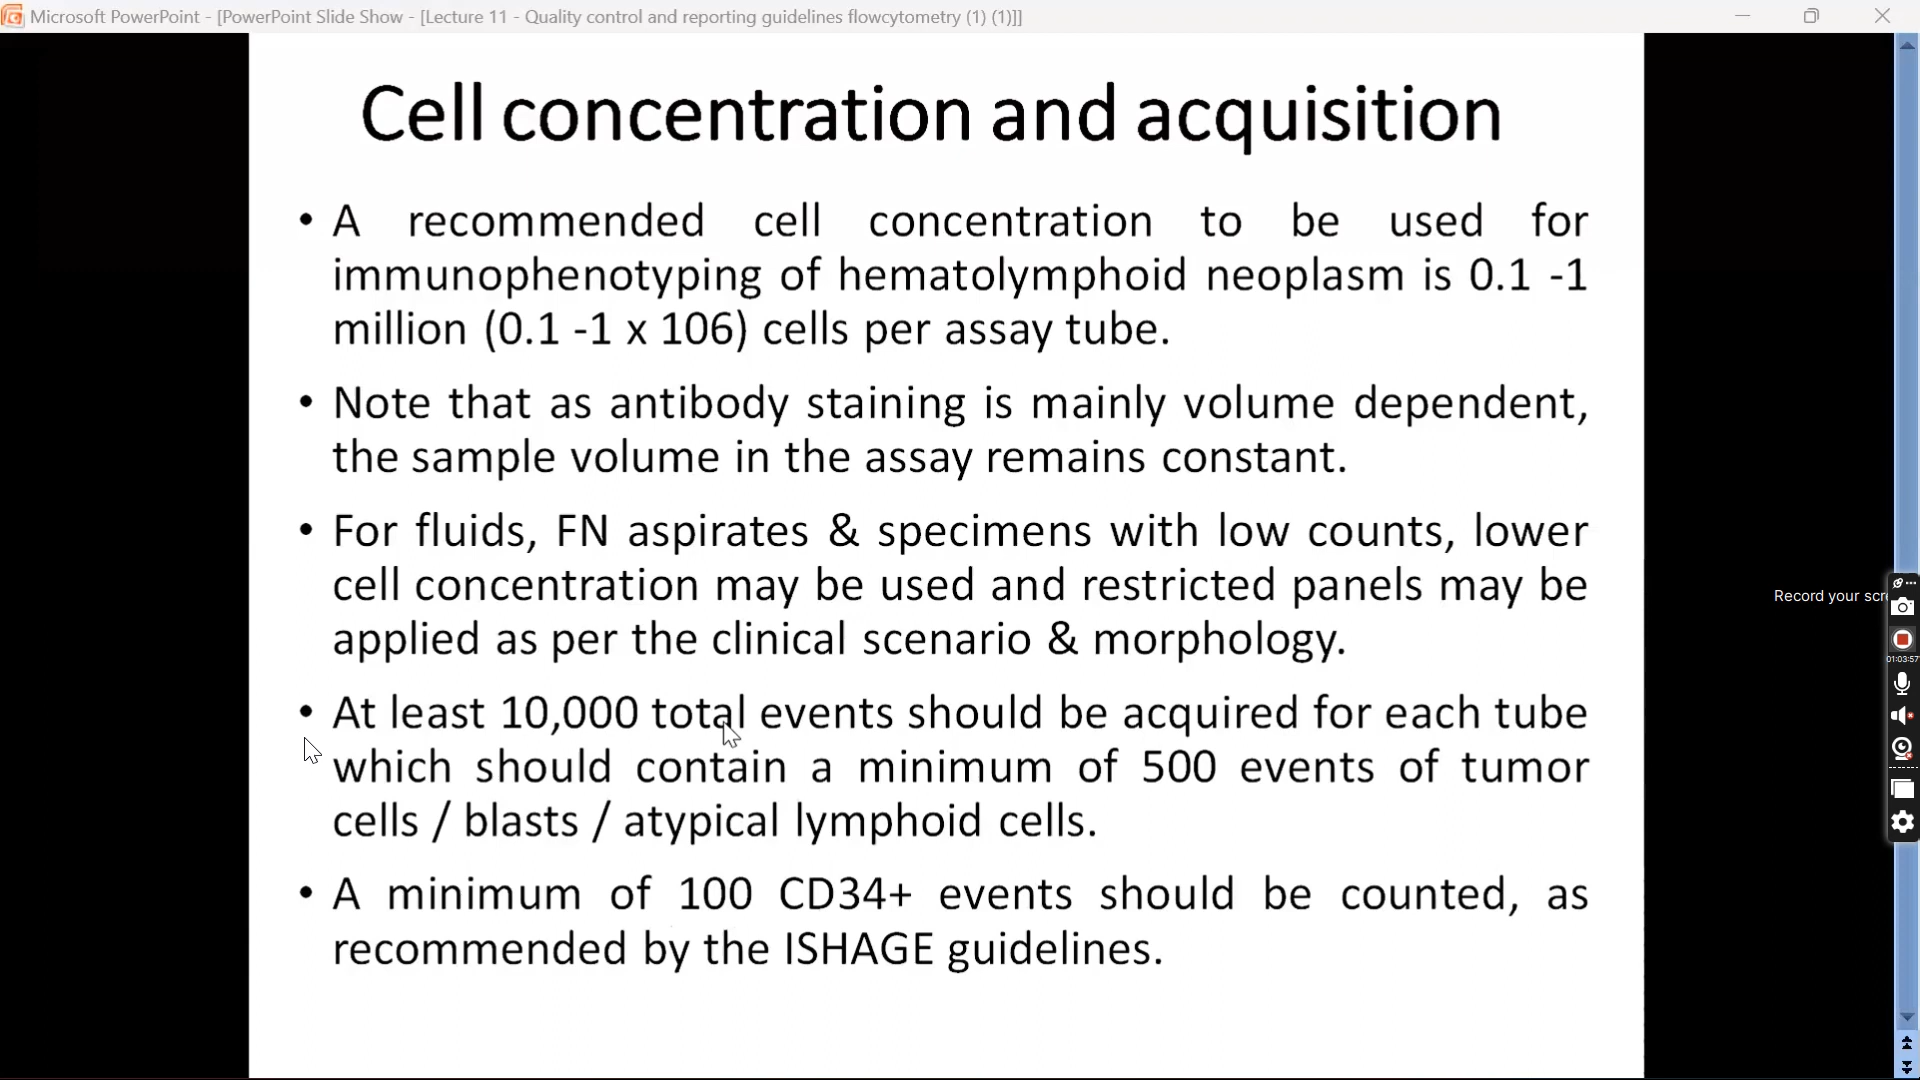 Microsoft PowerPoint - [PowerPoint Slide Show - [Lecture 11 - Quality control and reporting guidelines flowcytometry (1) (1)]]
Cell concentration and acquisition
• A recommended cell concentration to be used for
immunophenotyping of hematolymphoid neoplasm is 0.1 -1
million (0.1 -1 x 106) cells per assay tube.
• Note that as antibody staining is mainly volume dependent,
the sample volume in the assay remains constant.
• For fluids, FN aspirates & specimens with low counts, lower
cell concentration may be used and restricted panels may be
applied as per the clinical scenario & morphology.
Record your scre
01:03:57
• At least 10,000 total events should be acquired for each tube
which should contain a minimum of 500 events of tumor
cells / blasts / atypical lymphoid cells.
• A minimum of 100 CD34+ events should be counted, as
recommended by the ISHAGE guidelines.